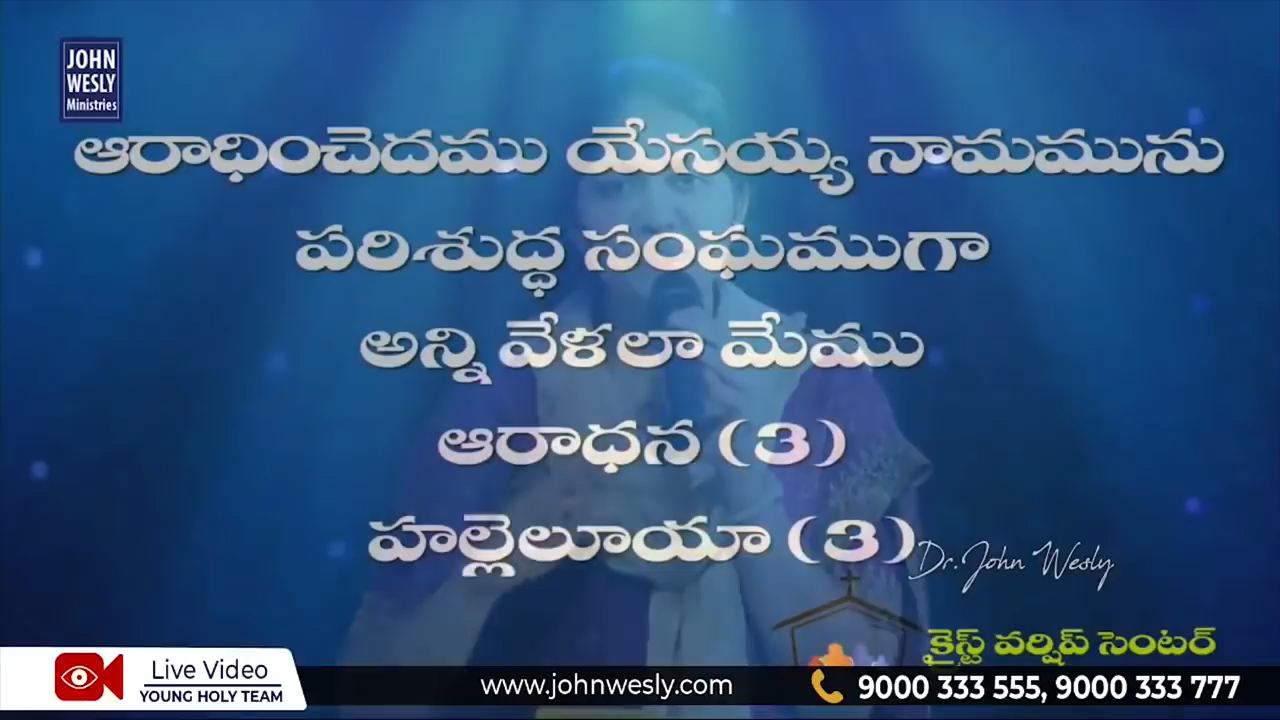 JOHN
WESLY
Ministries
ఆరాధించెదము యేసయ్య నామమును
పరిశుద్ధ సంఘముగా
అన్ని వేళలా మేము
ఆరాధన (3)
హల్లెలూయా (3)
Dr. John Wesly
క్రైస్ట్ వర్షిప్ సెంటర్
Live Video
YOUNG HOLY TEAM
www.johnwesly.com
9000 333 555, 9000 333 777